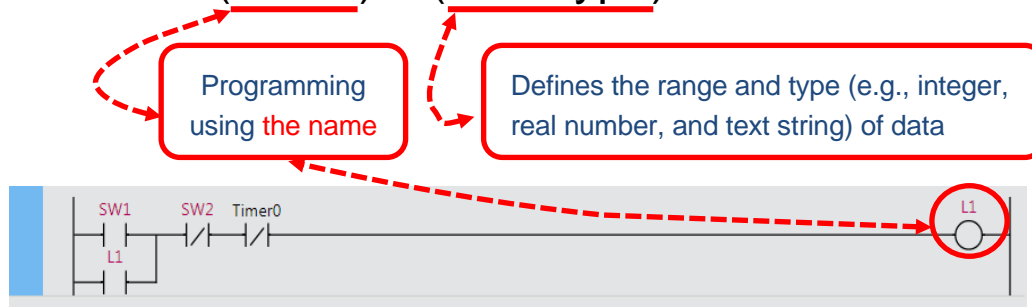 Programming
using the name
Defines the range and type (e.g., integer,
real number, and text string) of data
SW1 SW2 Timer0 L1
L1